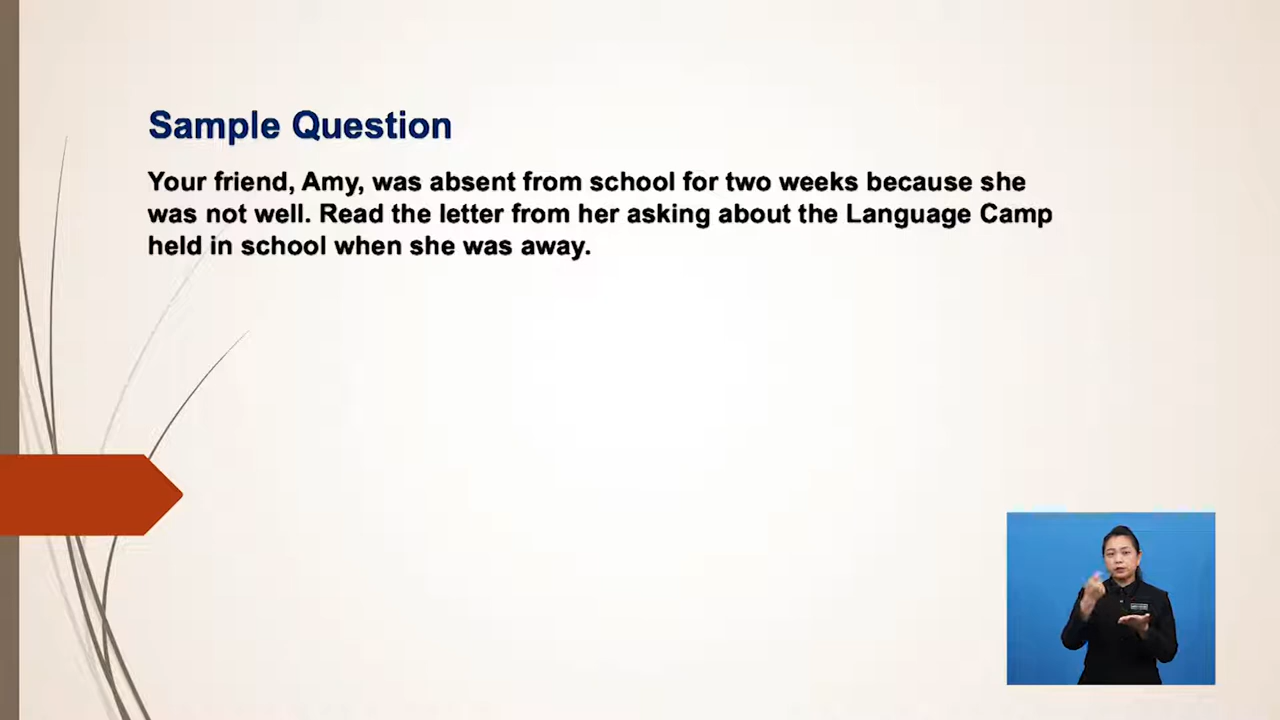 Sample Question
Your friend, Amy, was absent from school for two weeks because she
was not well. Read the letter from her asking about the Language Camp
held in school when she was away.